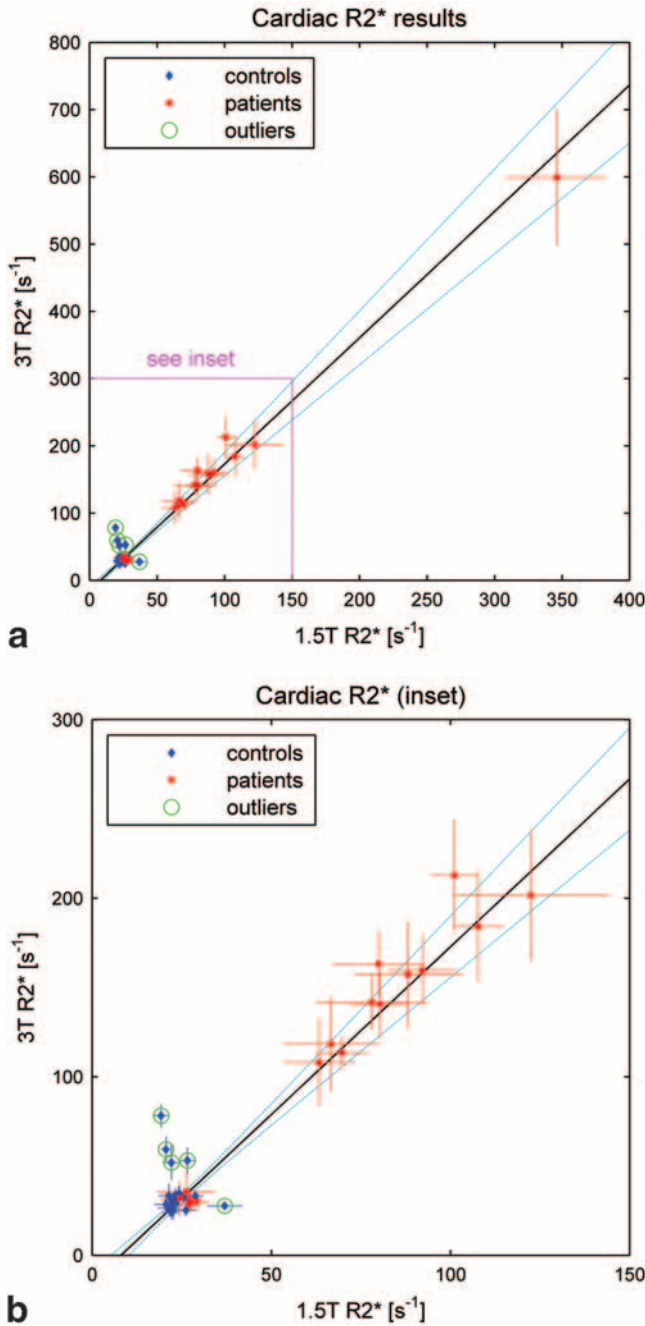 Cardiac R2* results
800
700
600
500
400
300
200
100
0
3T R2* [s⁻¹]
controls
patients
outliers
see inset
0 50 100 150 200 250 300 350 400
1.5T R2* [s⁻¹]
a
Cardiac R2* (inset)
300
200
100
0
3T R2* [s⁻¹]
controls
patients
outliers
0 50 100 150
1.5T R2* [s⁻¹]
b